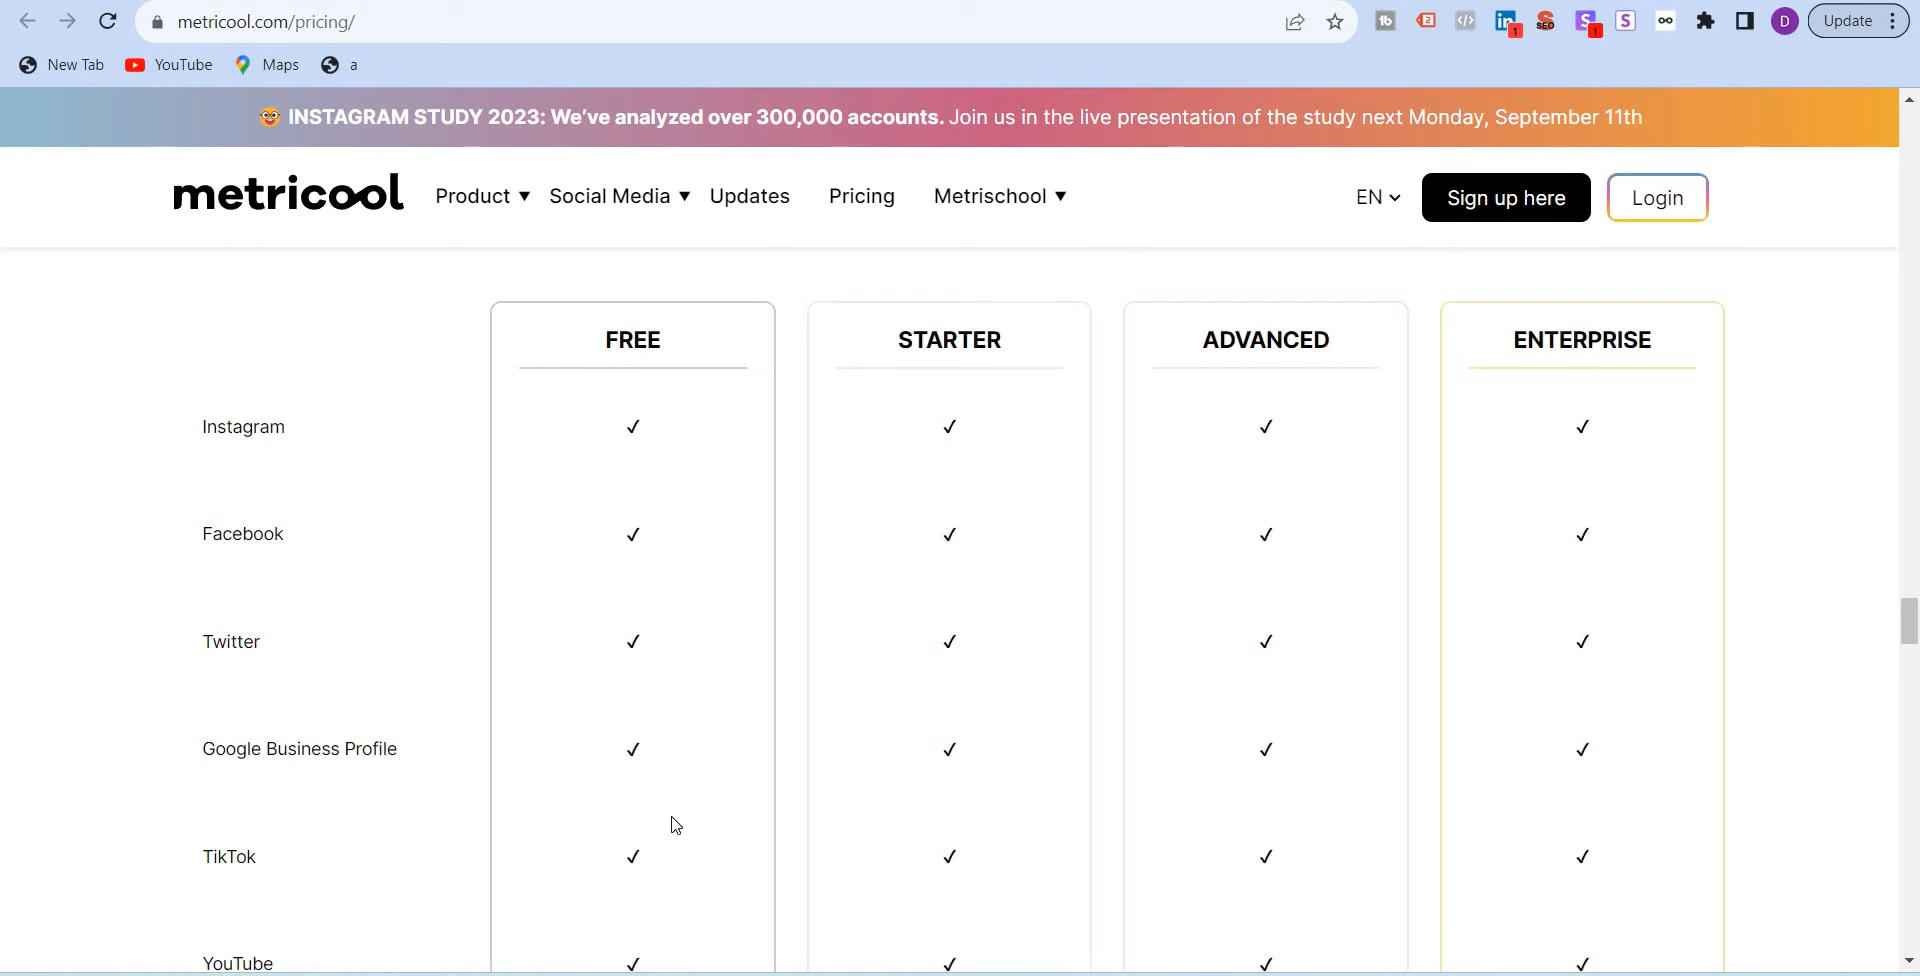 metricool.com/pricing/
Update
New Tab YouTube Maps a
INSTAGRAM STUDY 2023: We've analyzed over 300,000 accounts. Join us in the live presentation of the study next Monday, September 11th
metricool Product ▼ Social Media ▼ Updates Pricing Metrischool ▼ EN Sign up here Login
FREE STARTER ADVANCED ENTERPRISE
Instagram ✓ ✓ ✓ ✓
Facebook ✓ ✓ ✓ ✓
Twitter ✓ ✓ ✓ ✓
Google Business Profile ✓ ✓ ✓ ✓
TikTok ✓ ✓ ✓ ✓
YouTube ✓ ✓ ✓ ✓